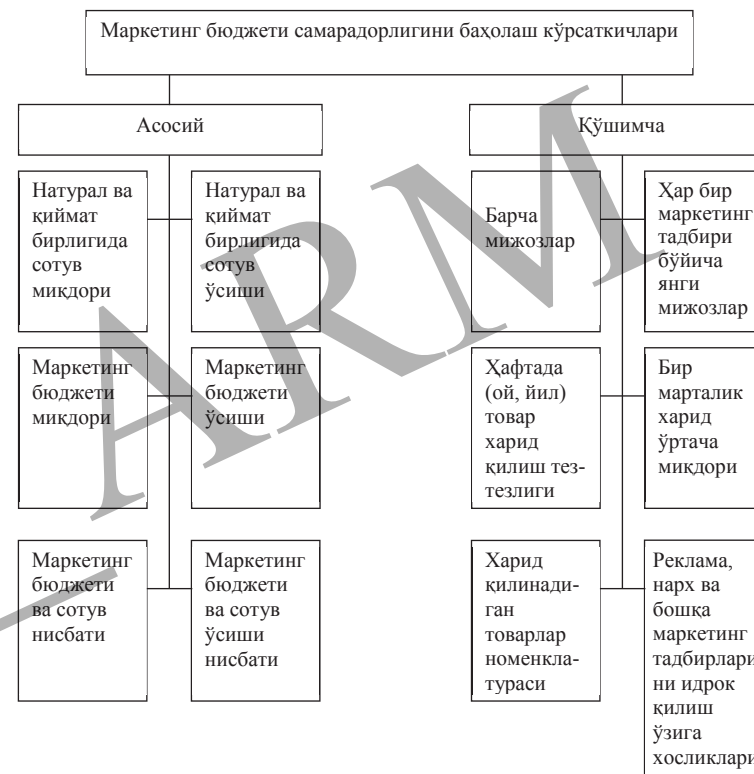 Маркетинг бюджети самарадорлигини баҳолаш кўрсаткичлари
Асосий
Қўшимча
Натурал ва
қиймат
бирлигида
сотув
миқдори
Натурал ва
қиймат
бирлигида
сотув
ўсиши
Барча
мижозлар
Ҳар бир
маркетинг
тадбири
бўйича
янги
мижозлар
Маркетинг
бюджети
миқдори
Маркетинг
бюджети
ўсиши
Ҳафтада
(ой, йил)
товар
харид
қилиш тез-
тезлиги
Бир
марталик
харид
ўртача
миқдори
Маркетинг
бюджети
ва сотув
нисбати
Маркетинг
бюджети
ва сотув
ўсиши
нисбати
Харид
қилинади-
ган
товарлар
номенкла-
тураси
Реклама,
нарх ва
бошқа
маркетинг
тадбирлари
ни идрок
қилиш
ўзига
хосликлари
ARM